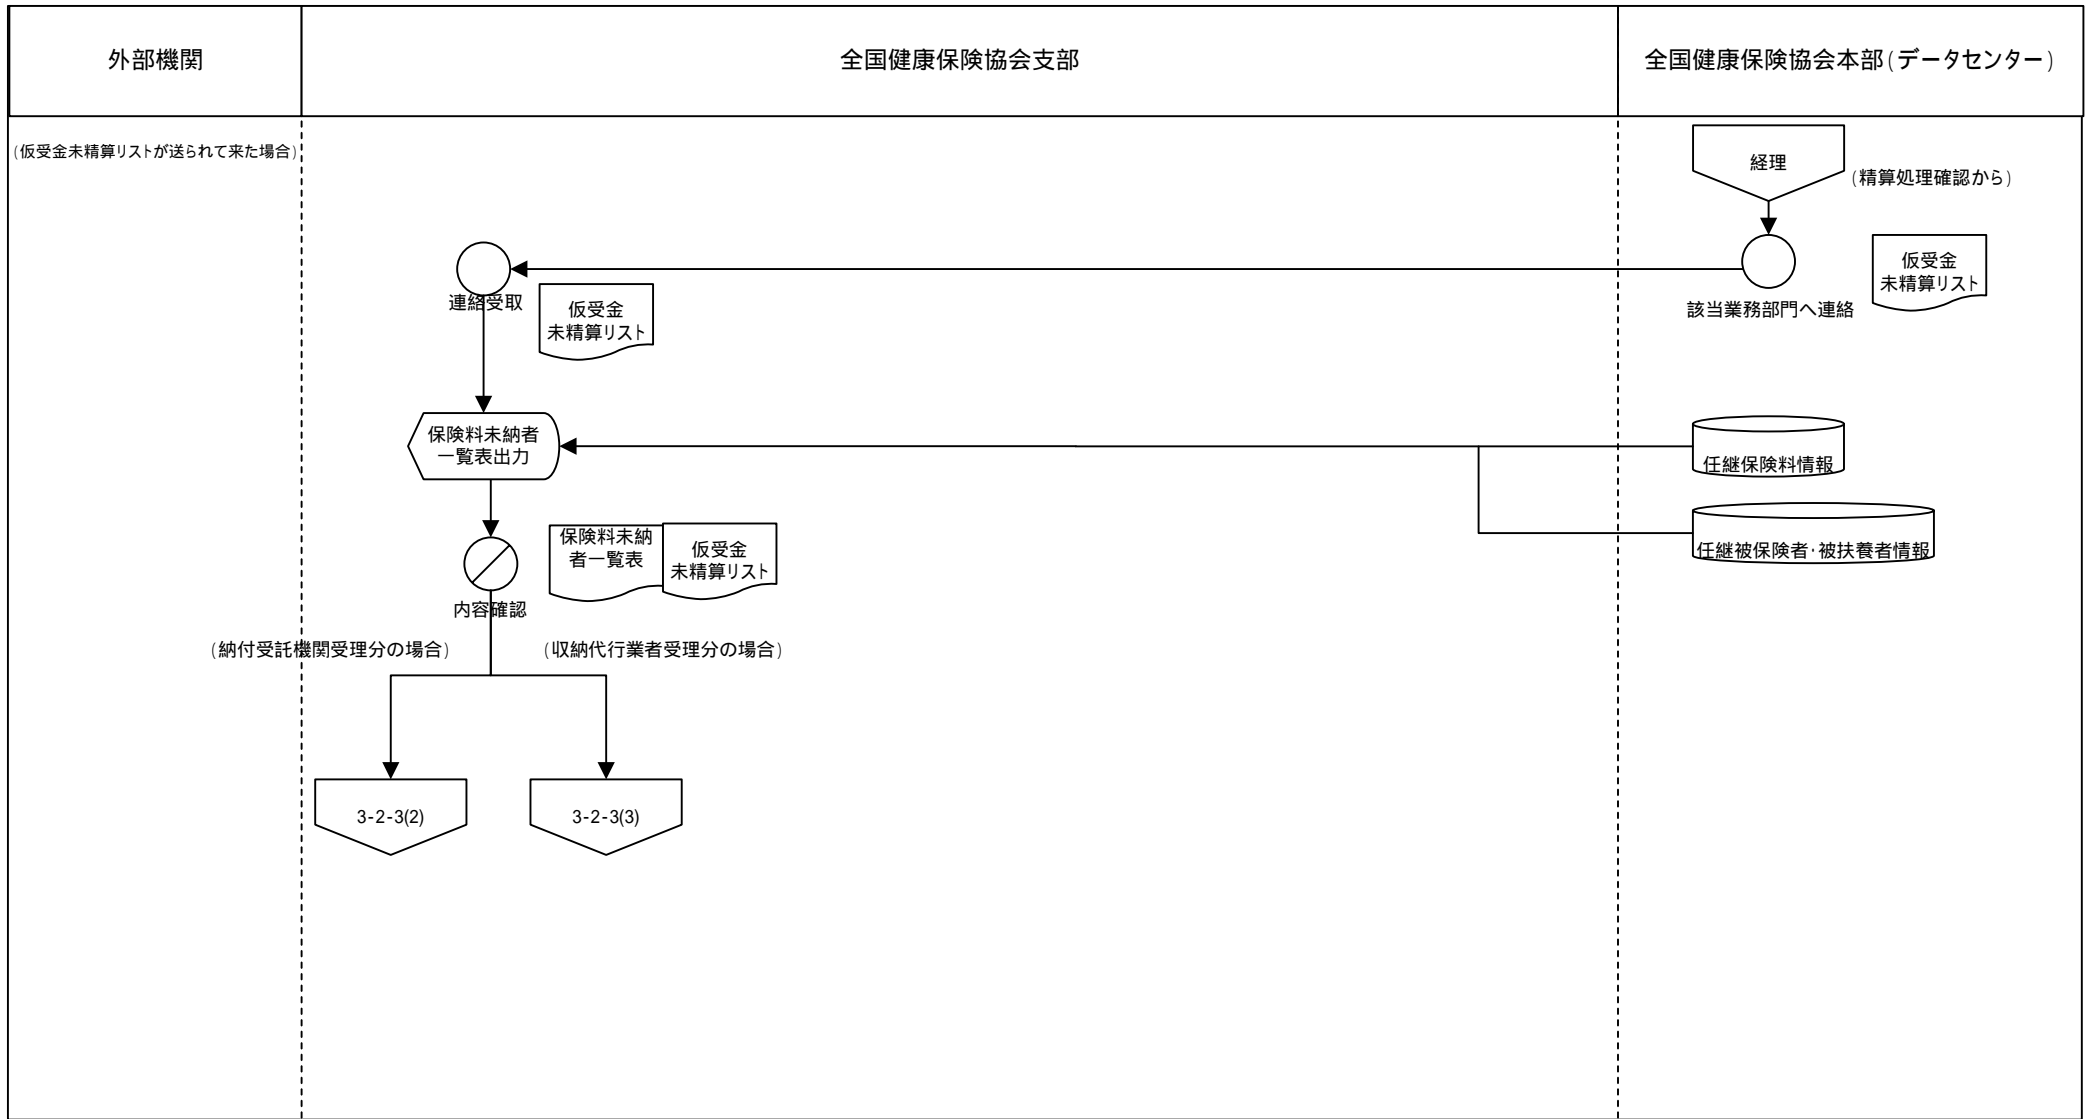 外部機関
全国健康保険協会支部
全国健康保険協会本部(データセンター)
(仮受金未精算リストが送られて来た場合)
経理
(精算処理確認から)
連絡受取
仮受金
未精算リスト
該当業務部門へ連絡
仮受金
未精算リスト
保険料未納者
一覧表出力
任継保険料情報
任継被保険者・被扶養者情報
内容確認
保険料未納
者一覧表
仮受金
未精算リスト
(納付受託機関受理分の場合)
(収納代行業者受理分の場合)
3-2-3(2)
3-2-3(3)